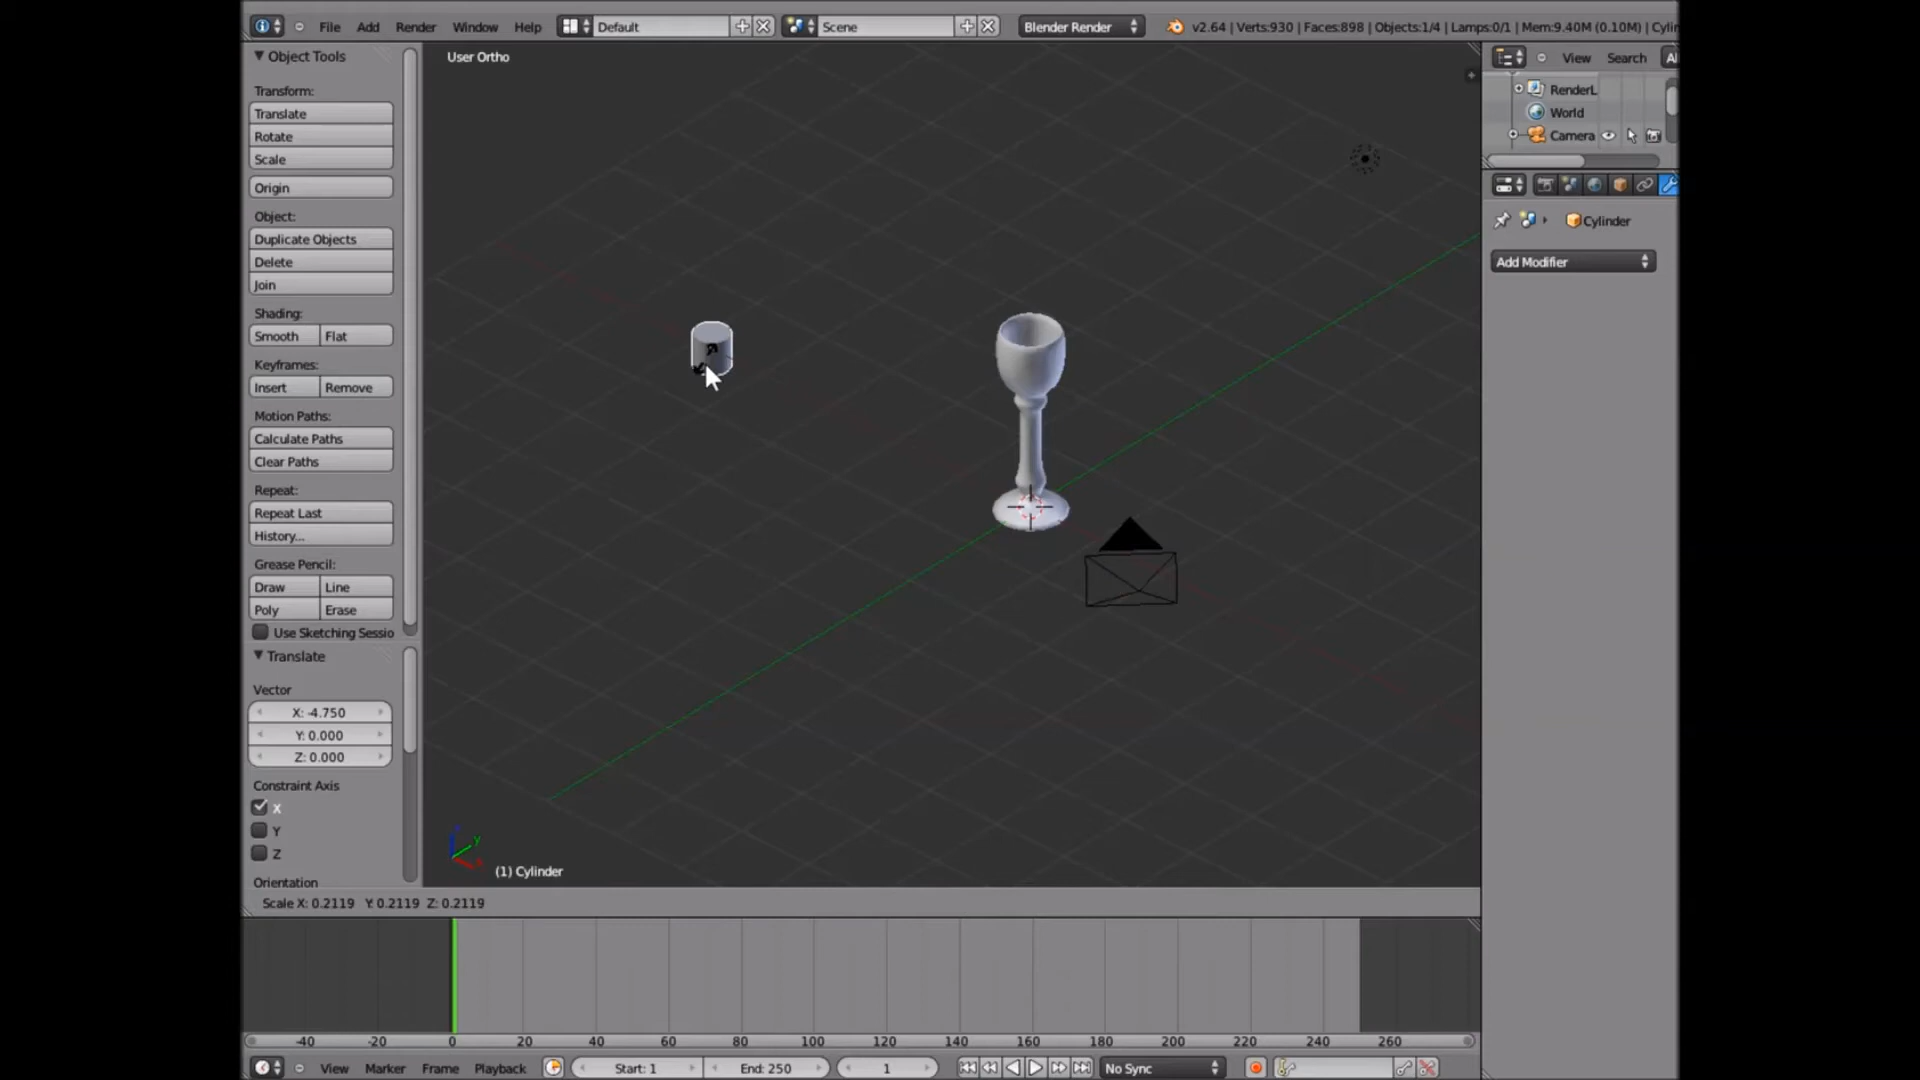 File Add Render Window Help Default Scene Blender Render v2.64 | Verts:930 | Faces:898 | Objects:1/4 | Lamps:0/1 | Mem:9.40M (0.10M) | Cylin
Object Tools
User Ortho
View Search Al
Transform:
Translate
Rotate
Scale
Origin
Object:
Duplicate Objects
Delete
Join
Shading:
Smooth Flat
Keyframes:
Insert Remove
Motion Paths:
Calculate Paths
Clear Paths
Repeat:
Repeat Last
History...
Grease Pencil:
Draw Line
Poly Erase
Use Sketching Sessio
Translate
Vector
X: -4.750
Y: 0.000
Z: 0.000
Constraint Axis
X
Y
Z
Orientation
RenderL
World
Camera
Cylinder
Add Modifier
y
(1) Cylinder
Scale X: 0.2119 Y: 0.2119 Z: 0.2119
-40 -20 0 20 40 60 80 100 120 140 160 180 200 220 240 260
View Marker Frame Playback Start: 1 End: 250 1 No Sync